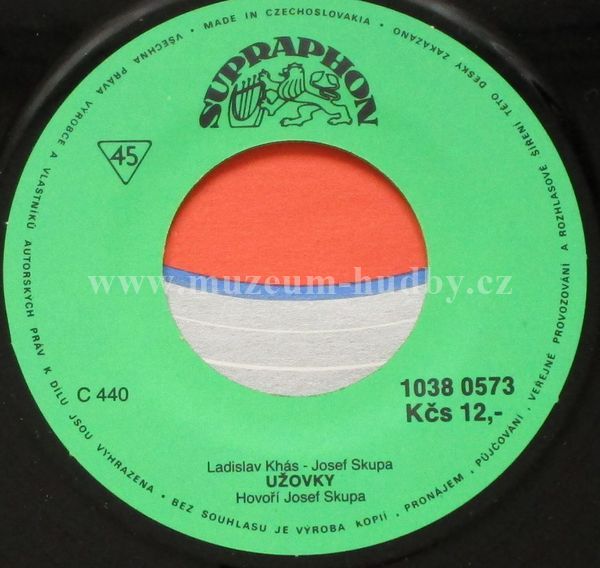 VŠECHNA PRÁVA VÝROBCE A VLASTNÍKŮ AUTORSKÝCH PRÁV K DÍLU JSOU VYHRAZENA • BEZ SOUHLASU JE VÝROBA KOPIÍ, PRONÁJEM, PŮJČOVÁNÍ, VEŘEJNÉ PROVOZOVÁNÍ A ROZHLASOVÉ ŠÍŘENÍ TÉTO DESKY ZAKÁZÁNO • MADE IN CZECHOSLOVAKIA •
SUPRAPHON
45
www.muzeum-hudby.cz
C 440
1038 0573
Kčs 12,-
Ladislav Khás - Josef Skupa
UŽOVKY
Hovoří Josef Skupa